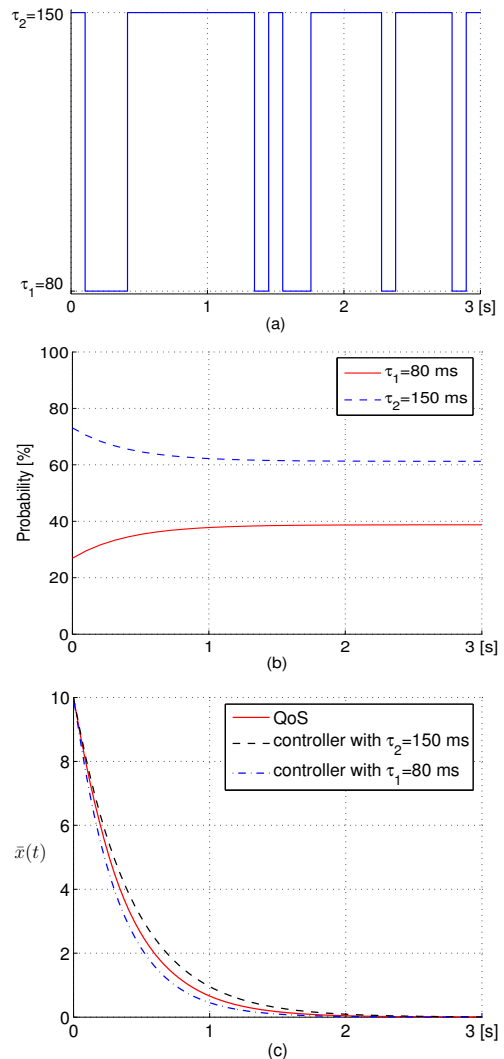 τ₂=150
τ₁=80
0 1 2 3 [s]
(a)
100
80
60
40
20
0
Probability [%]
τ₁=80 ms
τ₂=150 ms
0 1 2 3 [s]
(b)
10
8
6
4
2
0
x̄(t)
QoS
controller with τ₂=150 ms
controller with τ₁=80 ms
0 1 2 3 [s]
(c)